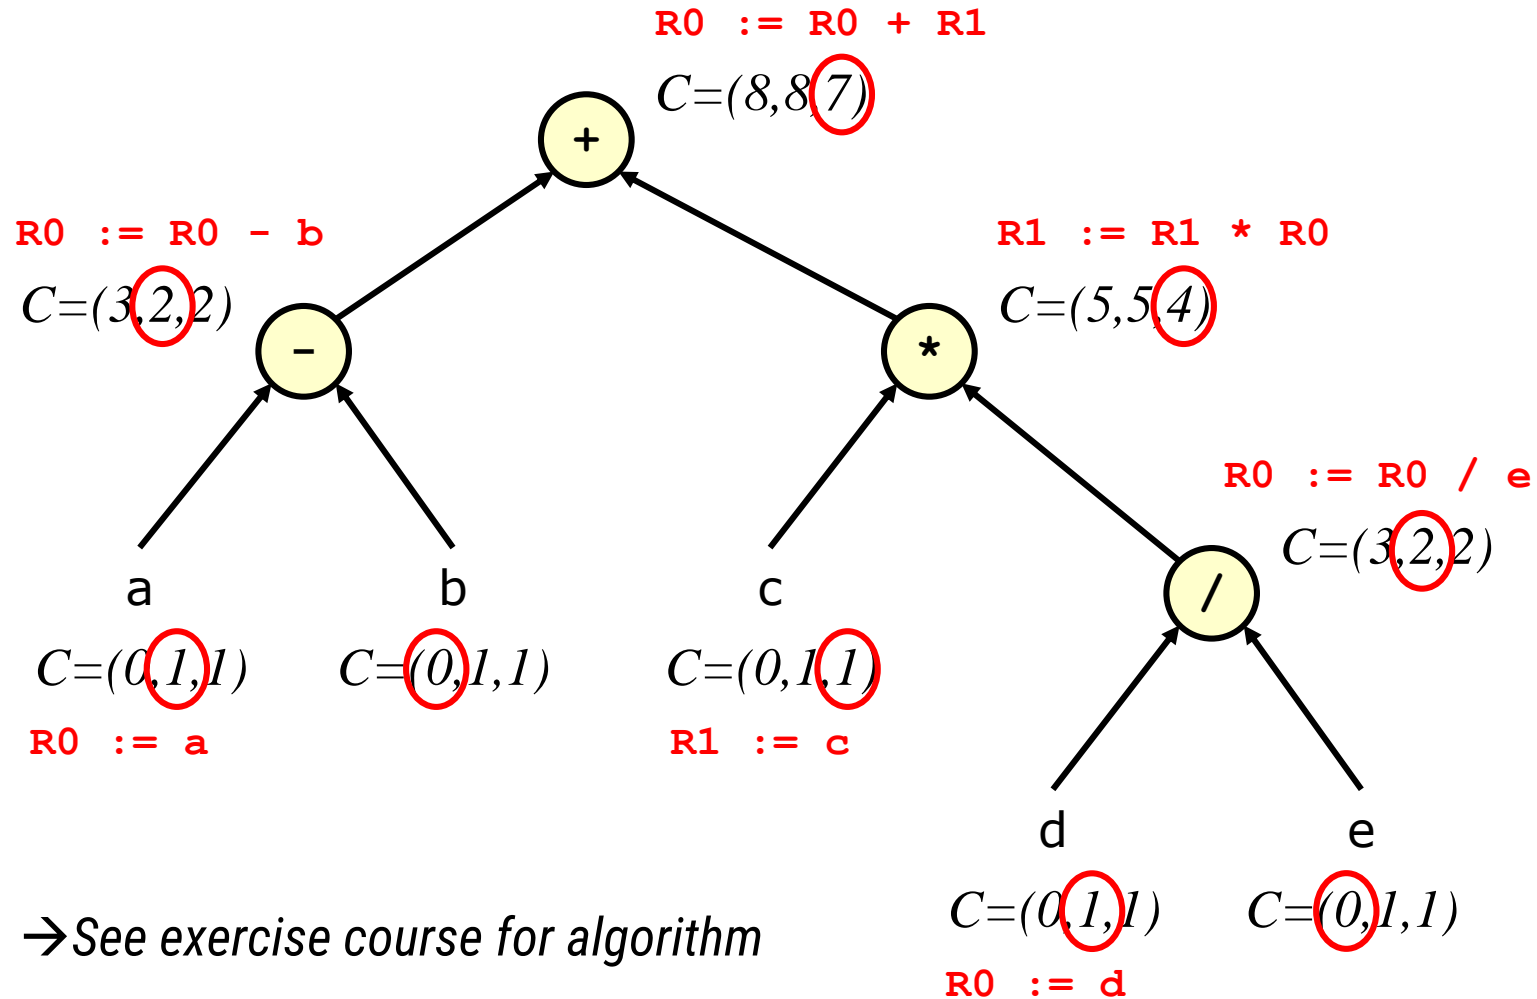 R0 := R0 + R1
C=(8,8,7)
+
R0 := R0 - b
C=(3,2,2)
-
R1 := R1 * R0
C=(5,5,4)
*
R0 := R0 / e
C=(3,2,2)
/
a
C=(0,1,1)
R0 := a
b
C=(0,1,1)
c
C=(0,1,1)
R1 := c
d
C=(0,1,1)
R0 := d
e
C=(0,1,1)
→See exercise course for algorithm